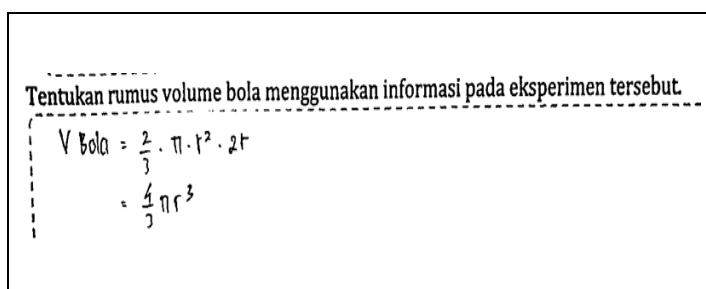 Tentukan rumus volume bola menggunakan informasi pada eksperimen tersebut.
V Bola = 2/3 . π . r² . 2r
= 4/3 πr³